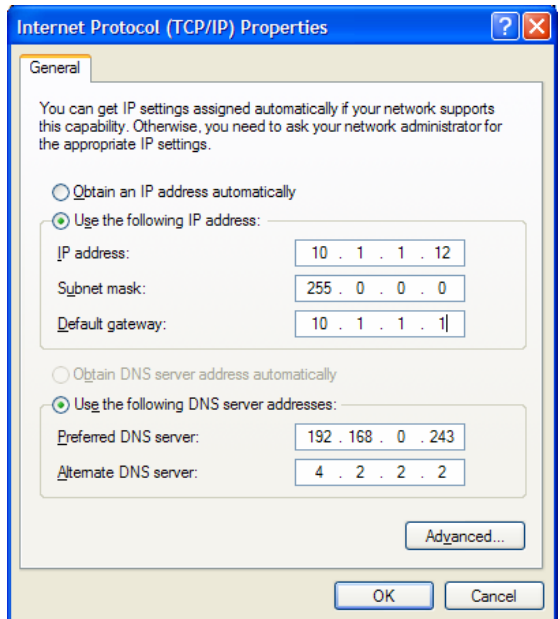 Internet Protocol (TCP/IP) Properties
General
You can get IP settings assigned automatically if your network supports
this capability. Otherwise, you need to ask your network administrator for
the appropriate IP settings.
Obtain an IP address automatically
Use the following IP address:
IP address: 10 . 1 . 1 . 12
Subnet mask: 255 . 0 . 0 . 0
Default gateway: 10 . 1 . 1 . 1
Obtain DNS server address automatically
Use the following DNS server addresses:
Preferred DNS server: 192 . 168 . 0 . 243
Alternate DNS server: 4 . 2 . 2 . 2
Advanced...
OK Cancel